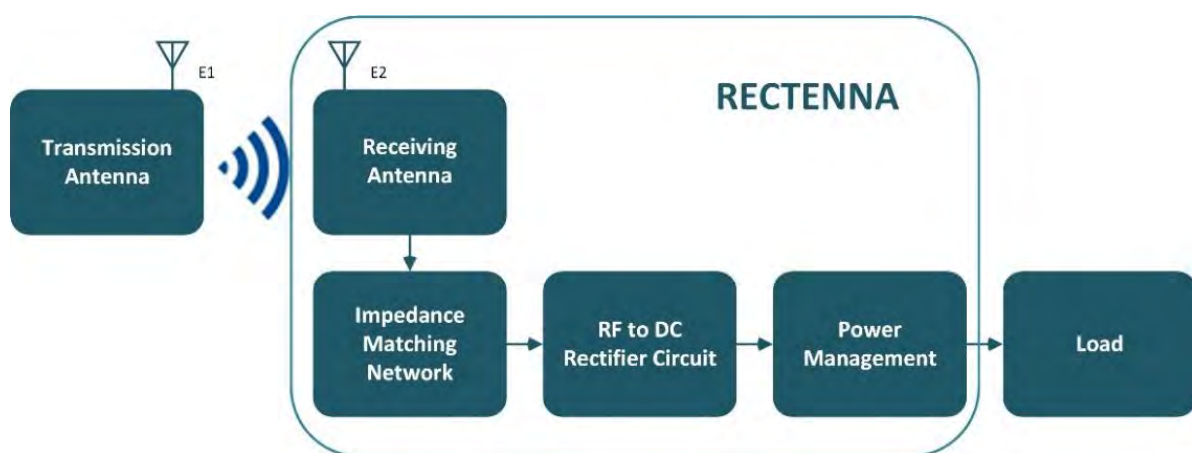 E1
E2
RECTENNA
Transmission
Antenna
Receiving
Antenna
Impedance
Matching
Network
RF to DC
Rectifier Circuit
Power
Management
Load